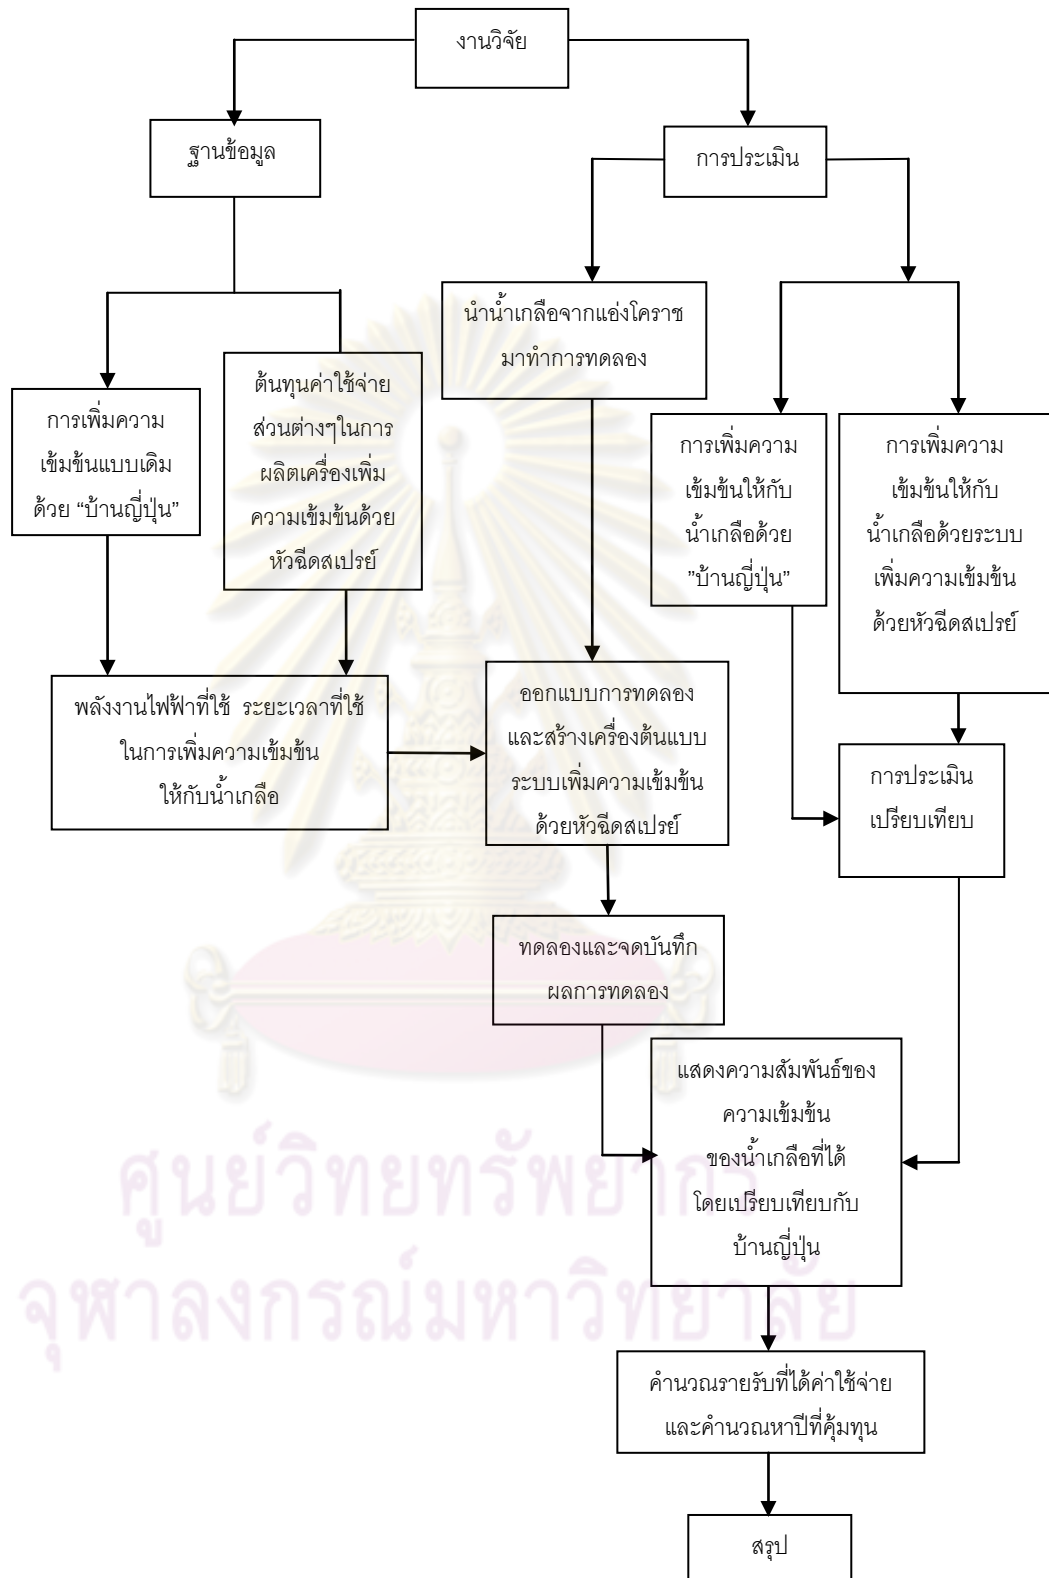 งานวิจัย
ฐานข้อมูล
การประเมิน
นำน้ำเกลือจากแอ่งโคราช
มาทำการทดลอง
ต้นทุนค่าใช้จ่าย
ส่วนต่างๆในการ
ผลิตเครื่องเพิ่ม
ความเข้มข้นด้วย
หัวฉีดสเปรย์
การเพิ่มความ
เข้มข้นแบบเดิม
ด้วย “บ้านญี่ปุ่น”
การเพิ่มความ
เข้มข้นให้กับ
น้ำเกลือด้วย
”บ้านญี่ปุ่น”
การเพิ่มความ
เข้มข้นให้กับ
น้ำเกลือด้วยระบบ
เพิ่มความเข้มข้น
ด้วยหัวฉีดสเปรย์
พลังงานไฟฟ้าที่ใช้ ระยะเวลาที่ใช้
ในการเพิ่มความเข้มข้น
ให้กับน้ำเกลือ
ออกแบบการทดลอง
และสร้างเครื่องต้นแบบ
ระบบเพิ่มความเข้มข้น
ด้วยหัวฉีดสเปรย์
การประเมิน
เปรียบเทียบ
ทดลองและจดบันทึก
ผลการทดลอง
แสดงความสัมพันธ์ของ
ความเข้มข้น
ของน้ำเกลือที่ได้
โดยเปรียบเทียบกับ
บ้านญี่ปุ่น
ศูนย์วิทยทรัพยากร
จุฬาลงกรณ์มหาวิทยาลัย
คำนวณรายรับที่ได้ค่าใช้จ่าย
และคำนวณหาปีที่คุ้มทุน
สรุป